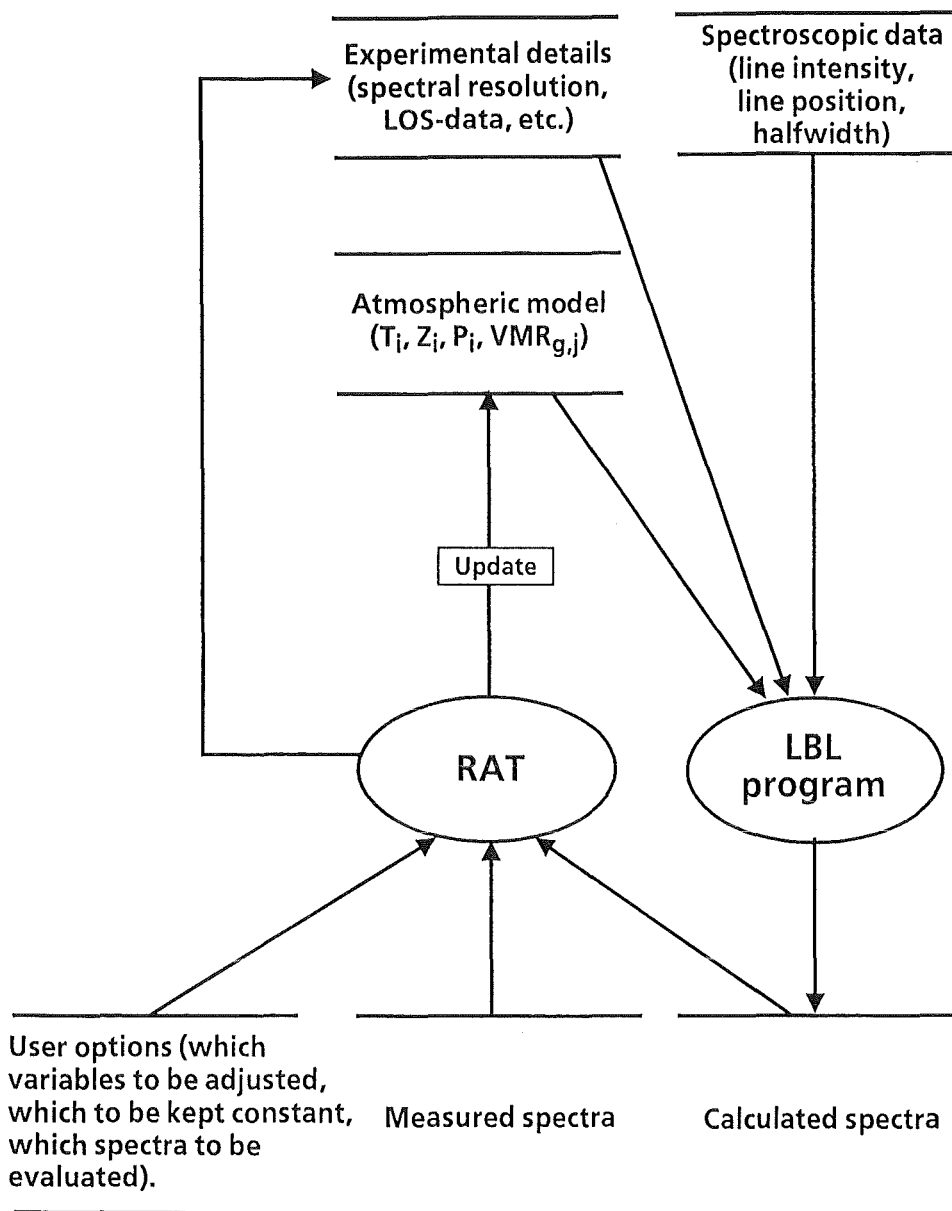 Experimental details
(spectral resolution,
LOS-data, etc.)
Spectroscopic data
(line intensity,
line position,
halfwidth)
Atmospheric model
(Tᵢ, Zᵢ, Pᵢ, VMR_g,j)
Update
RAT
LBL
program
User options (which
variables to be adjusted,
which to be kept constant,
which spectra to be
evaluated).
Measured spectra
Calculated spectra